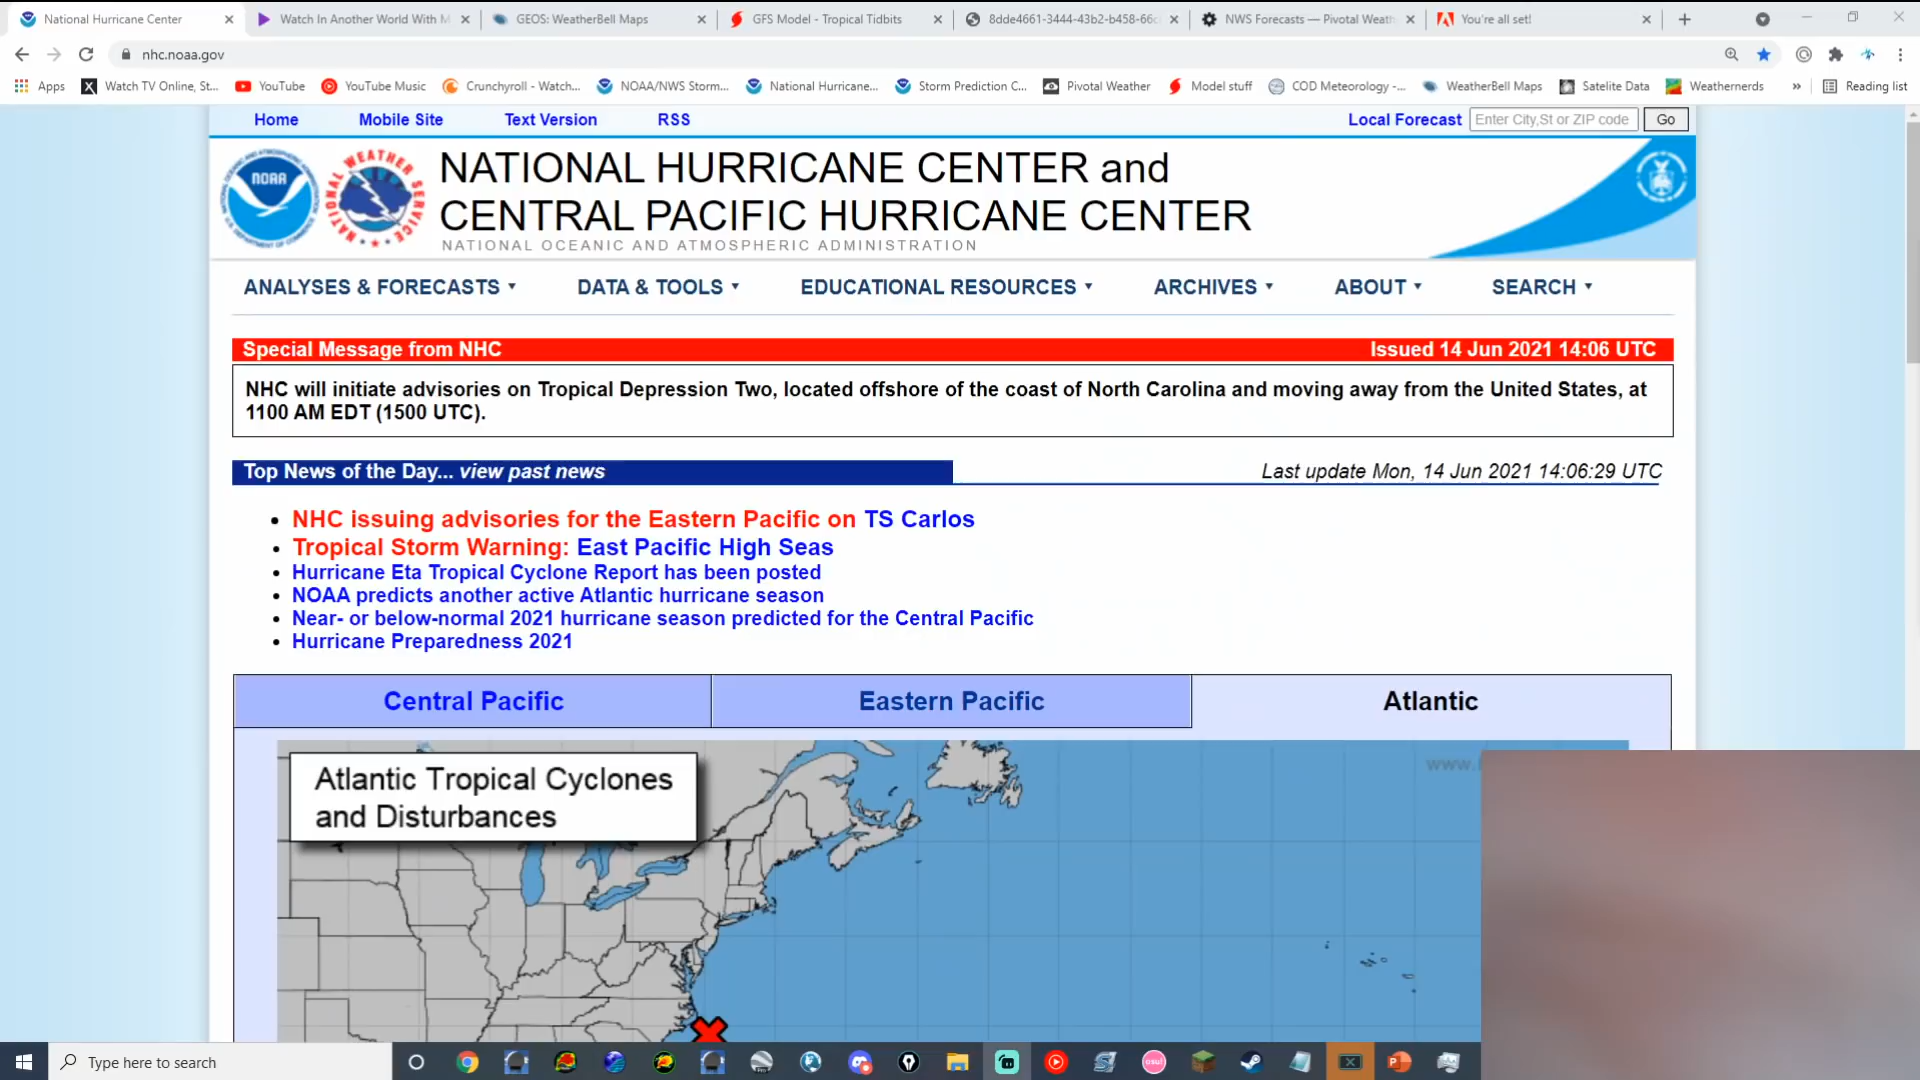 National Hurricane Center
Watch In Another World With M
GEOS: WeatherBell Maps
GFS Model - Tropical Tidbits
8dde4661-3444-43b2-b458-66c
NWS Forecasts — Pivotal Weath
You're all set!
nhc.noaa.gov
Apps
Watch TV Online, St...
YouTube
YouTube Music
Crunchyroll - Watch...
NOAA/NWS Storm...
National Hurricane...
Storm Prediction C...
Pivotal Weather
Model stuff
COD Meteorology -...
WeatherBell Maps
Satelite Data
Weathernerds
»
Reading list
Home
Mobile Site
Text Version
RSS
Local Forecast
Enter City,St or ZIP code
Go
NOAA
NATIONAL HURRICANE CENTER and
CENTRAL PACIFIC HURRICANE CENTER
NATIONAL OCEANIC AND ATMOSPHERIC ADMINISTRATION
ANALYSES & FORECASTS
DATA & TOOLS
EDUCATIONAL RESOURCES
ARCHIVES
ABOUT
SEARCH
Special Message from NHC
Issued 14 Jun 2021 14:06 UTC
NHC will initiate advisories on Tropical Depression Two, located offshore of the coast of North Carolina and moving away from the United States, at
1100 AM EDT (1500 UTC).
Top News of the Day... view past news
Last update Mon, 14 Jun 2021 14:06:29 UTC
NHC issuing advisories for the Eastern Pacific on TS Carlos
Tropical Storm Warning: East Pacific High Seas
Hurricane Eta Tropical Cyclone Report has been posted
NOAA predicts another active Atlantic hurricane season
Near- or below-normal 2021 hurricane season predicted for the Central Pacific
Hurricane Preparedness 2021
Central Pacific
Eastern Pacific
Atlantic
Atlantic Tropical Cyclones
and Disturbances
www.
Type here to search